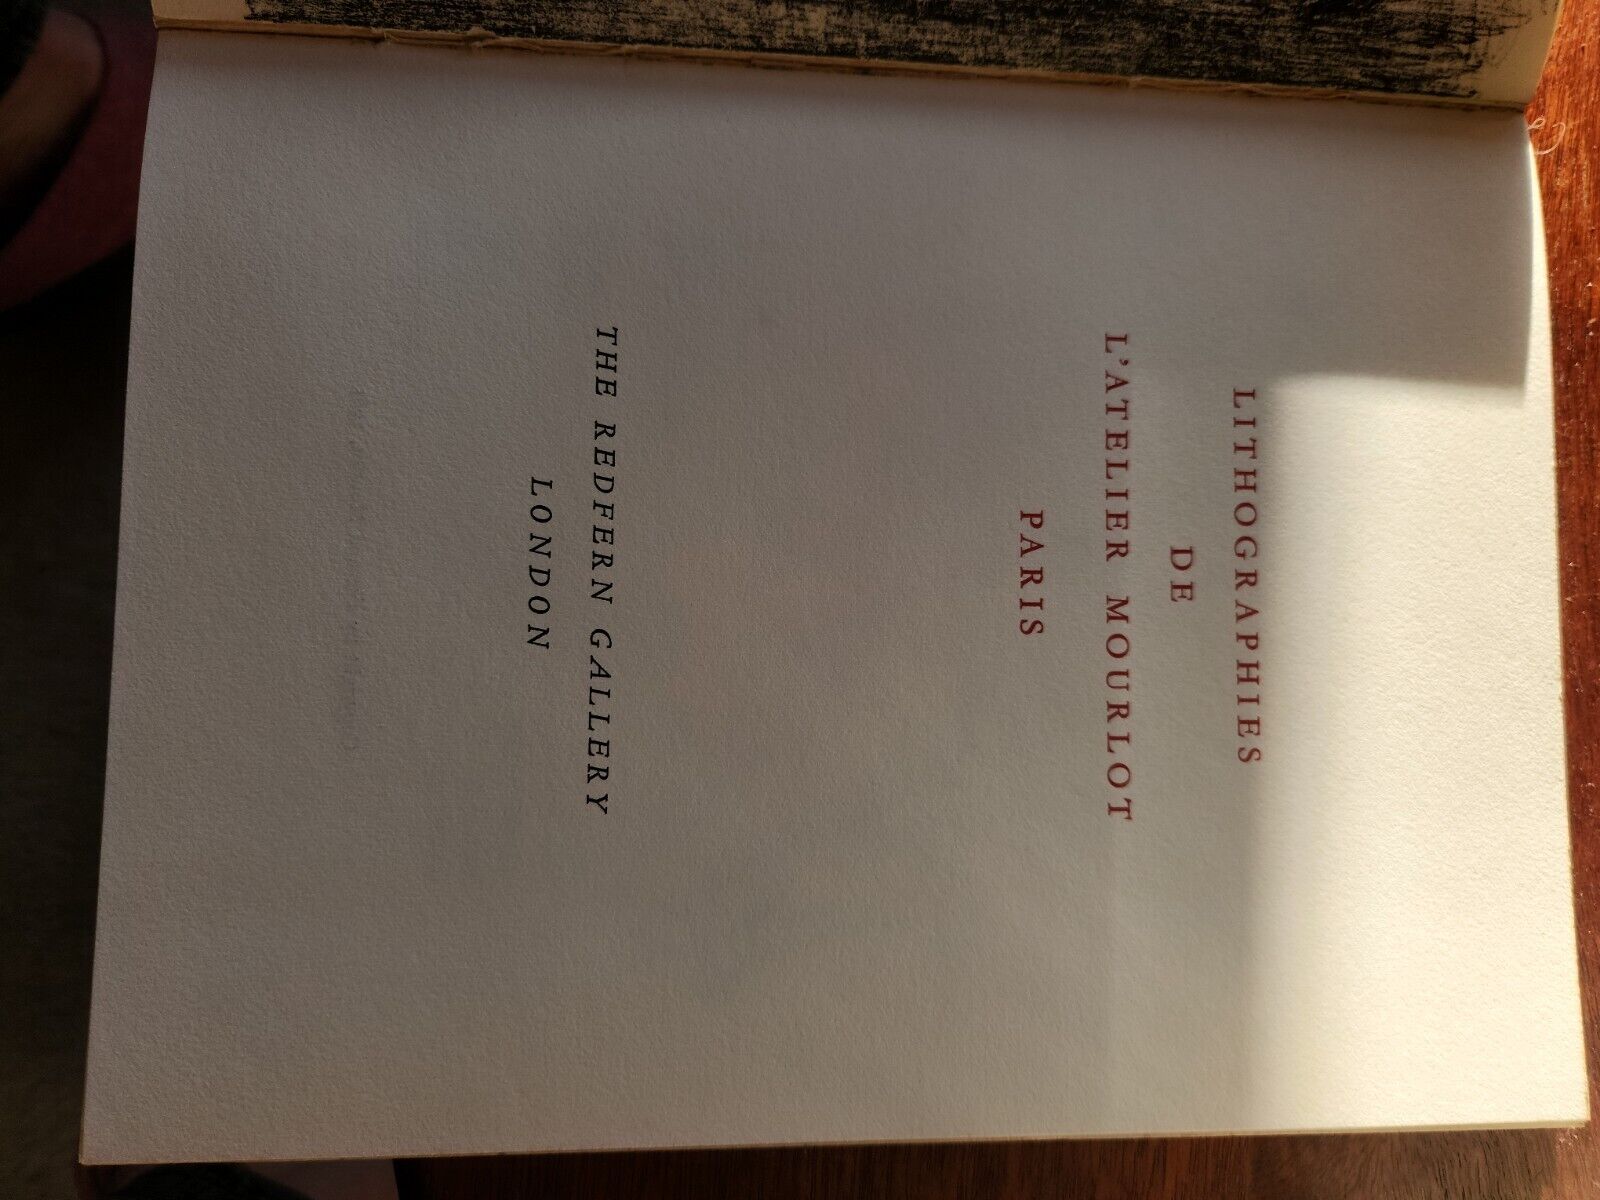 LITHOGRAPHIES
DE
L'ATELIER MOURLOT
PARIS
THE REDFERN GALLERY
LONDON